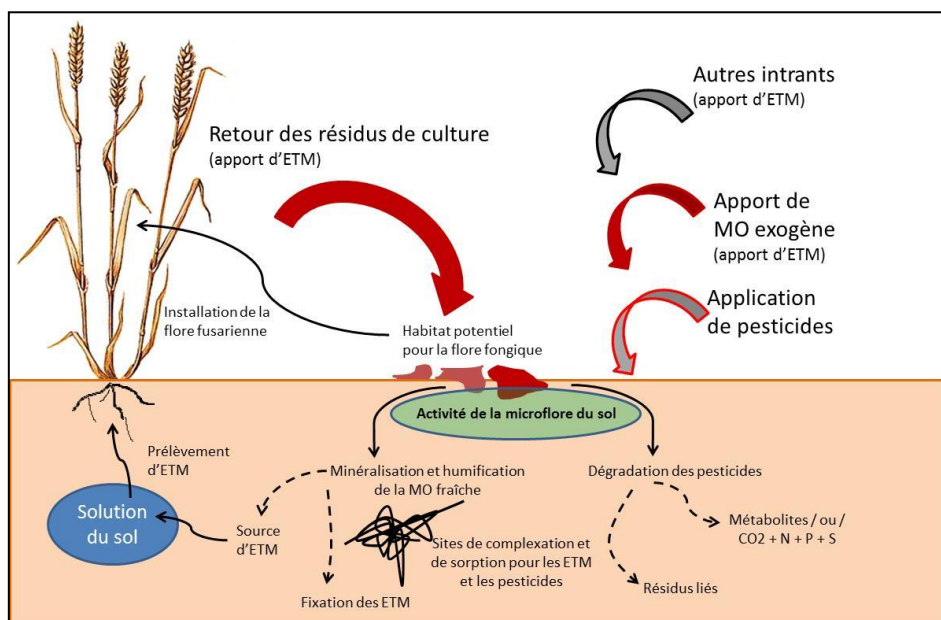 Autres intrants
(apport d'ETM)
Retour des résidus de culture
(apport d'ETM)
Apport de
MO exogène
(apport d'ETM)
Application
de pesticides
Installation de la
flore fusarienne
Habitat potentiel
pour la flore fongique
Activité de la microflore du sol
Prélèvement
d'ETM
Minéralisation et humification
de la MO fraîche
Dégradation des pesticides
Solution
du sol
Source
d'ETM
Sites de complexation et
de sorption pour les ETM
et les pesticides
Métabolites / ou /
CO2 + N + P + S
Fixation des ETM
Résidus liés